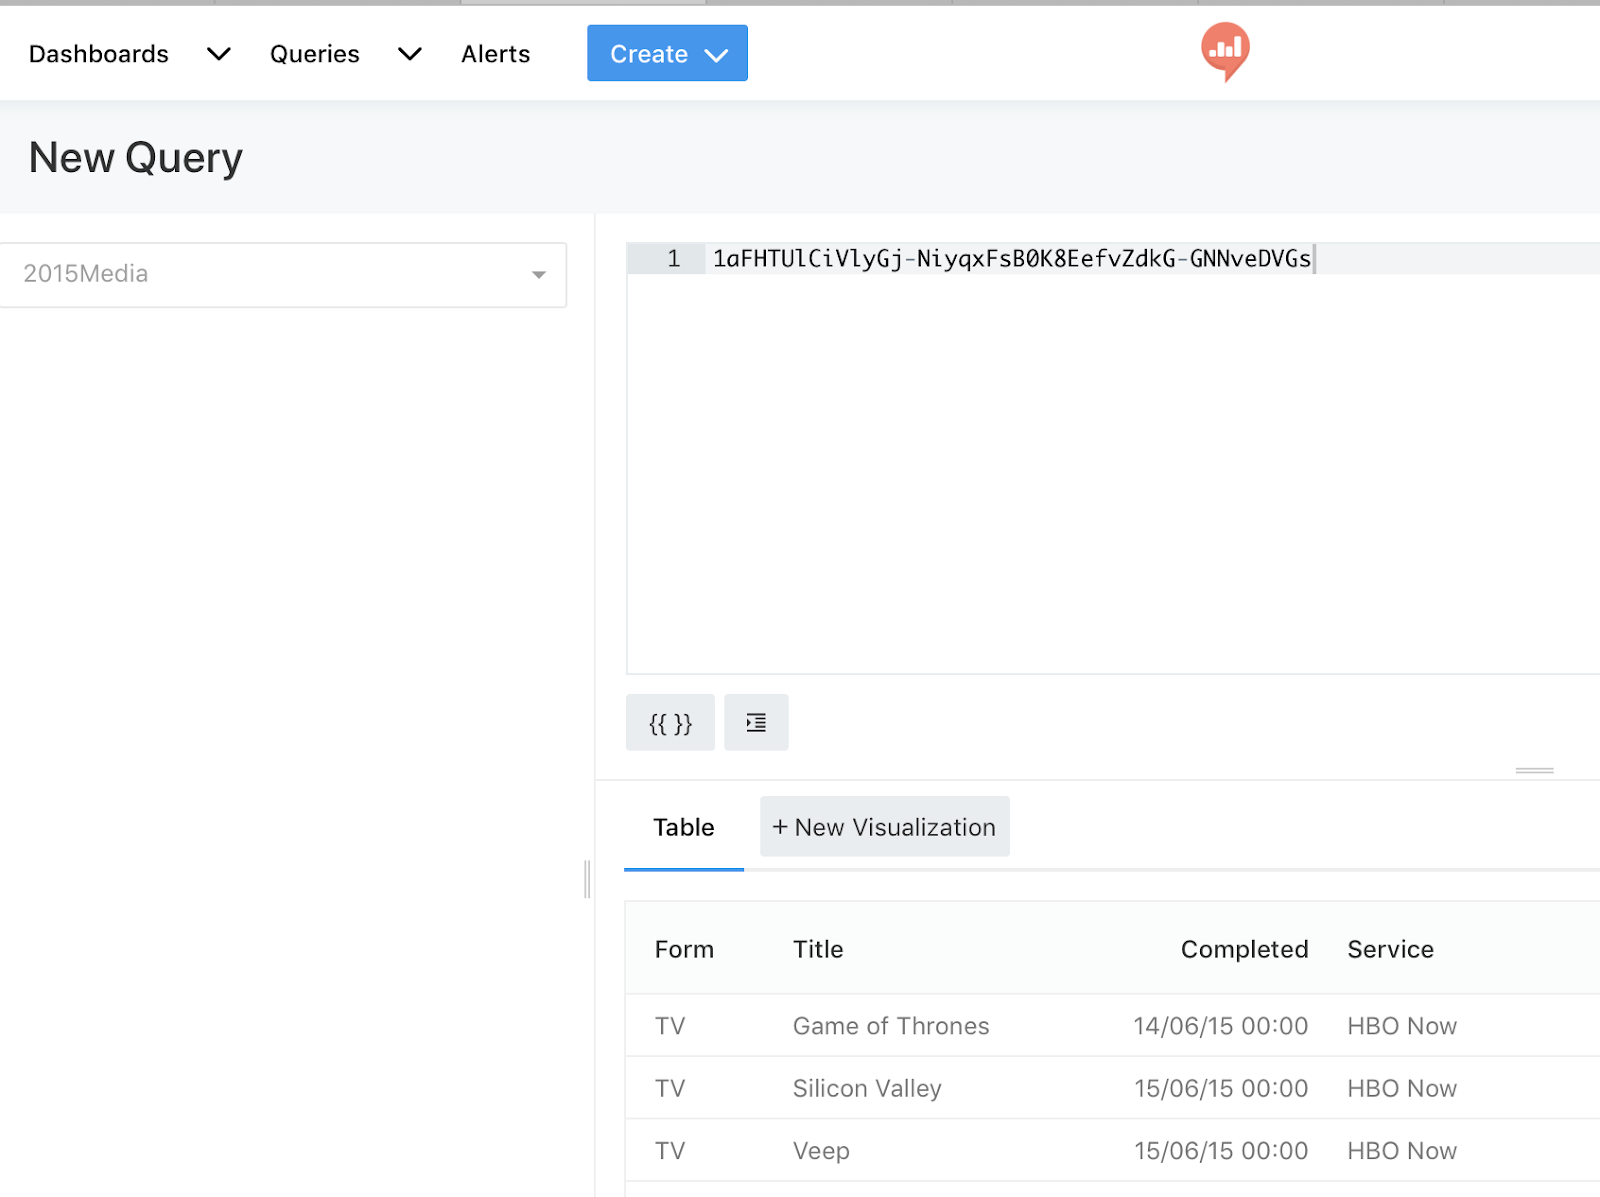 Dashboards Queries Alerts Create
New Query
2015Media
1 1aFHTUlCiVlyGj-NiyqxFsB0K8EefvZdkG-GNNveDVGs
{{ }}
Table + New Visualization
Form Title Completed Service
TV Game of Thrones 14/06/15 00:00 HBO Now
TV Silicon Valley 15/06/15 00:00 HBO Now
TV Veep 15/06/15 00:00 HBO Now